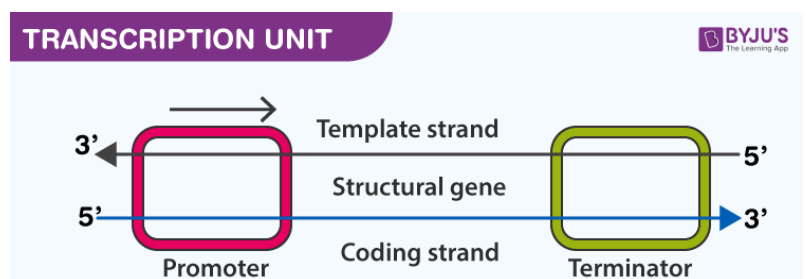 TRANSCRIPTION UNIT
BYJU'S
The Learning App
Template strand
3’
5’
Structural gene
5’
3’
Coding strand
Promoter
Terminator